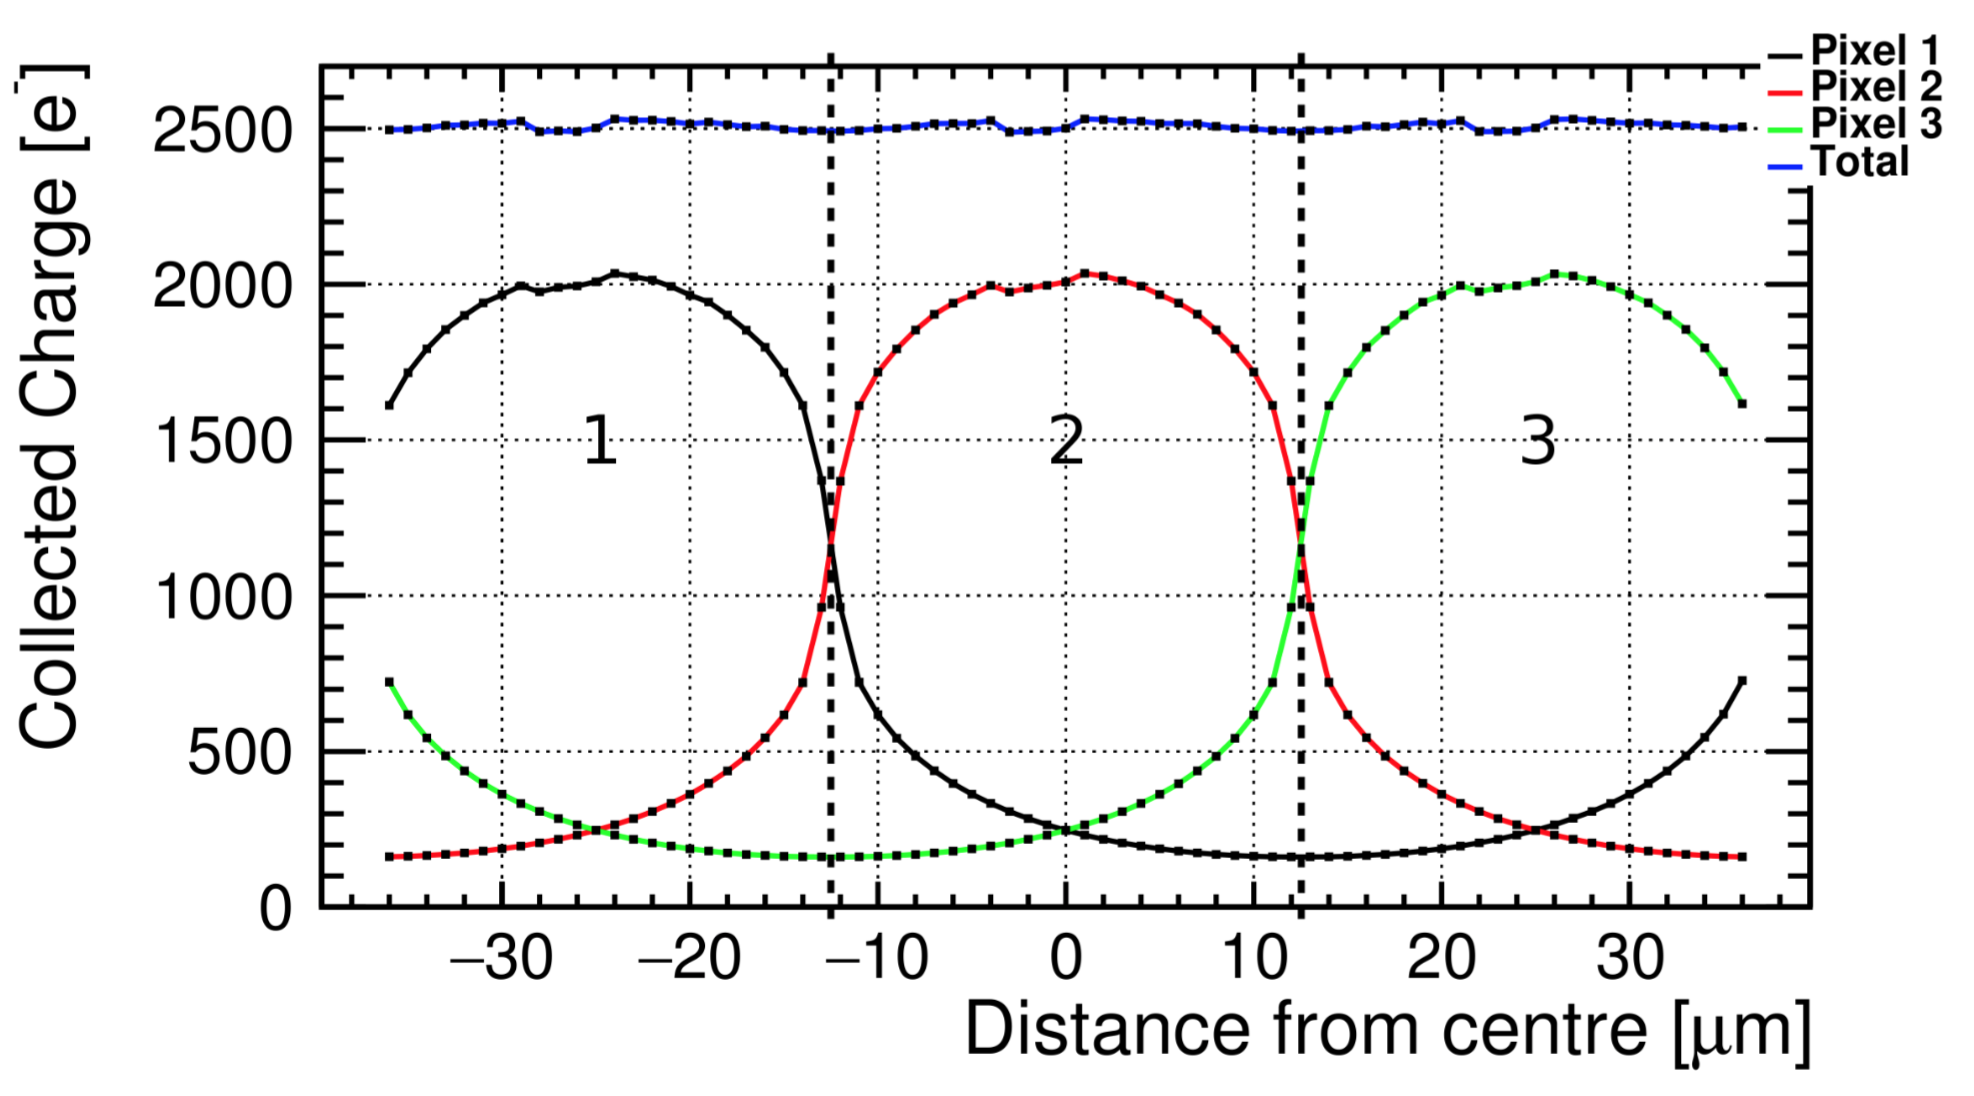 Collected Charge [e⁻]
Pixel 1
Pixel 2
Pixel 3
Total
2500
2000
1500
1000
500
0
1 2 3
−30 −20 −10 0 10 20 30
Distance from centre [μm]